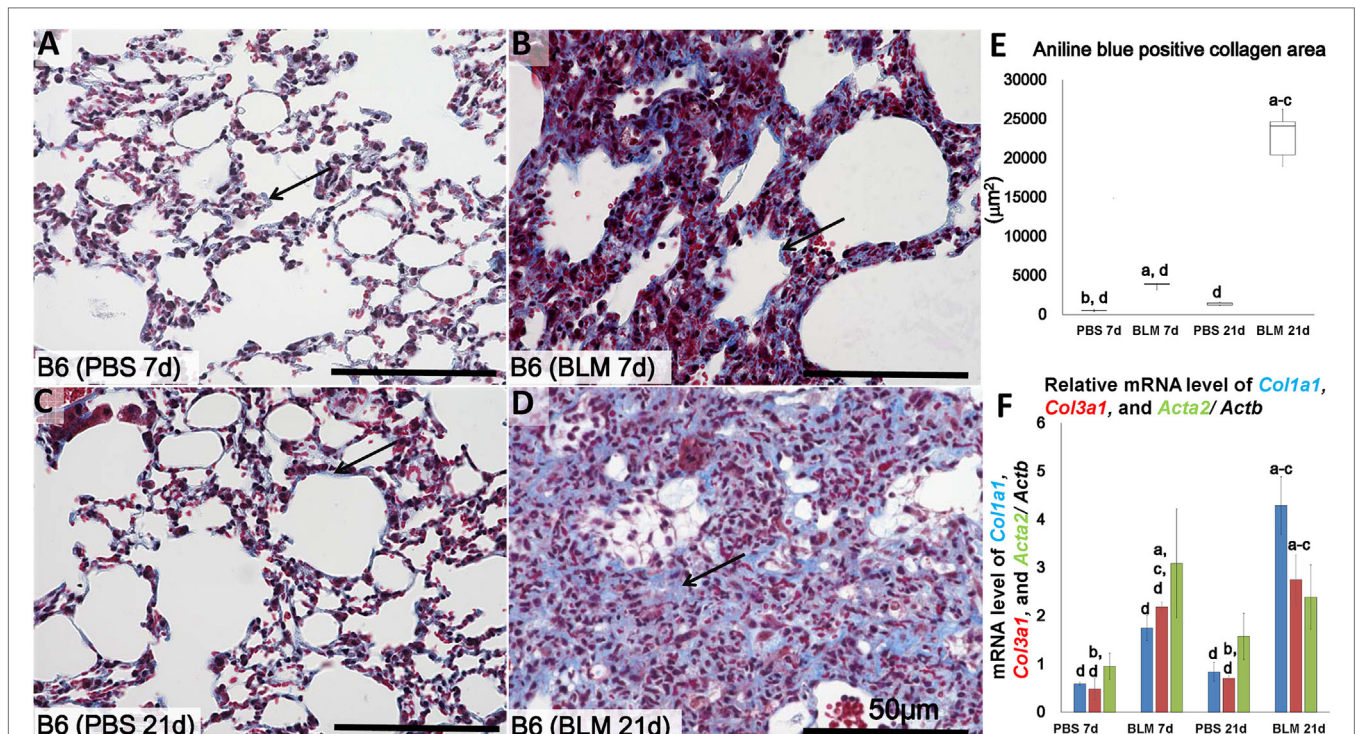 A
B6 (PBS 7d)
B
B6 (BLM 7d)
C
B6 (PBS 21d)
D
50µm
B6 (BLM 21d)
E
Aniline blue positive collagen area
(µm²)
30000
25000
20000
15000
10000
5000
0
b, d
a, d
d
a-c
PBS 7d BLM 7d PBS 21d BLM 21d
F
Relative mRNA level of Col1a1,
Col3a1, and Acta2/ Actb
mRNA level of Col1a1,
Col3a1, and Acta2/ Actb
6
5
4
3
2
1
0
d
b,
d
d
a,
c,
d
d
b,
d
a-c
a-c
PBS 7d BLM 7d PBS 21d BLM 21d